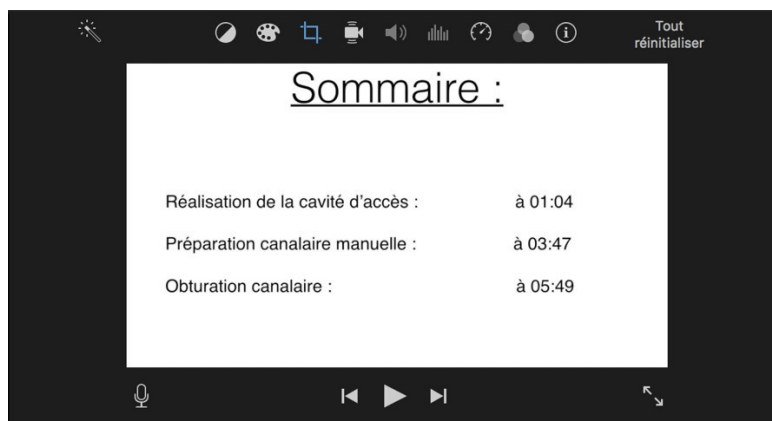 Tout
réinitialiser
Sommaire :
Réalisation de la cavité d'accès : à 01:04
Préparation canalaire manuelle : à 03:47
Obturation canalaire : à 05:49